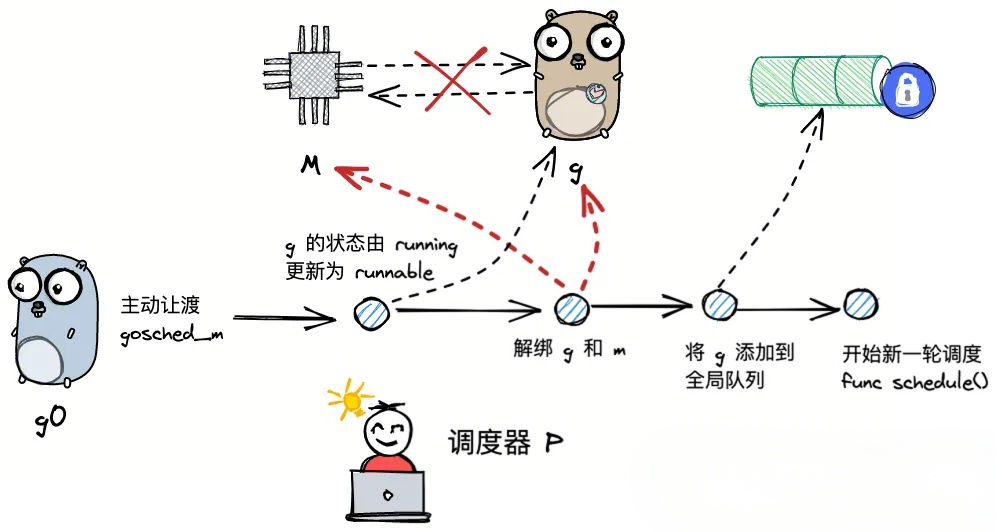 M
g
g 的状态由 running
更新为 runnable
主动让渡
gosched_m
解绑 g 和 m
将 g 添加到
全局队列
开始新一轮调度
func schedule()
g0
调度器 P